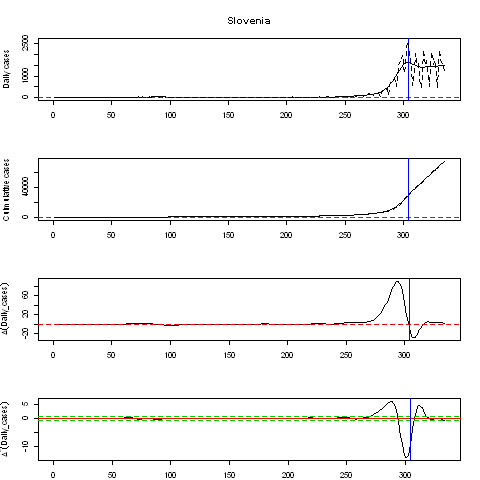 Slovenia
Daily cases
0 1000 2500
0 50 100 150 200 250 300
Cumulative cases
0 40000
0 50 100 150 200 250 300
Δ(Daily_cases)
-20 20 60
0 50 100 150 200 250 300
Δ²(Daily_cases)
-10 0 5
0 50 100 150 200 250 300